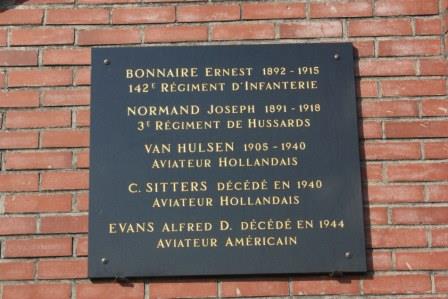 BONNAIRE ERNEST 1892 - 1915
142E RÉGIMENT D'INFANTERIE
NORMAND JOSEPH 1891 - 1918
3E RÉGIMENT DE HUSSARDS
VAN HULSEN 1905 - 1940
AVIATEUR HOLLANDAIS
C. SITTERS DÉCÉDÉ EN 1940
AVIATEUR HOLLANDAIS
EVANS ALFRED D. DÉCÉDÉ EN 1944
AVIATEUR AMÉRICAIN